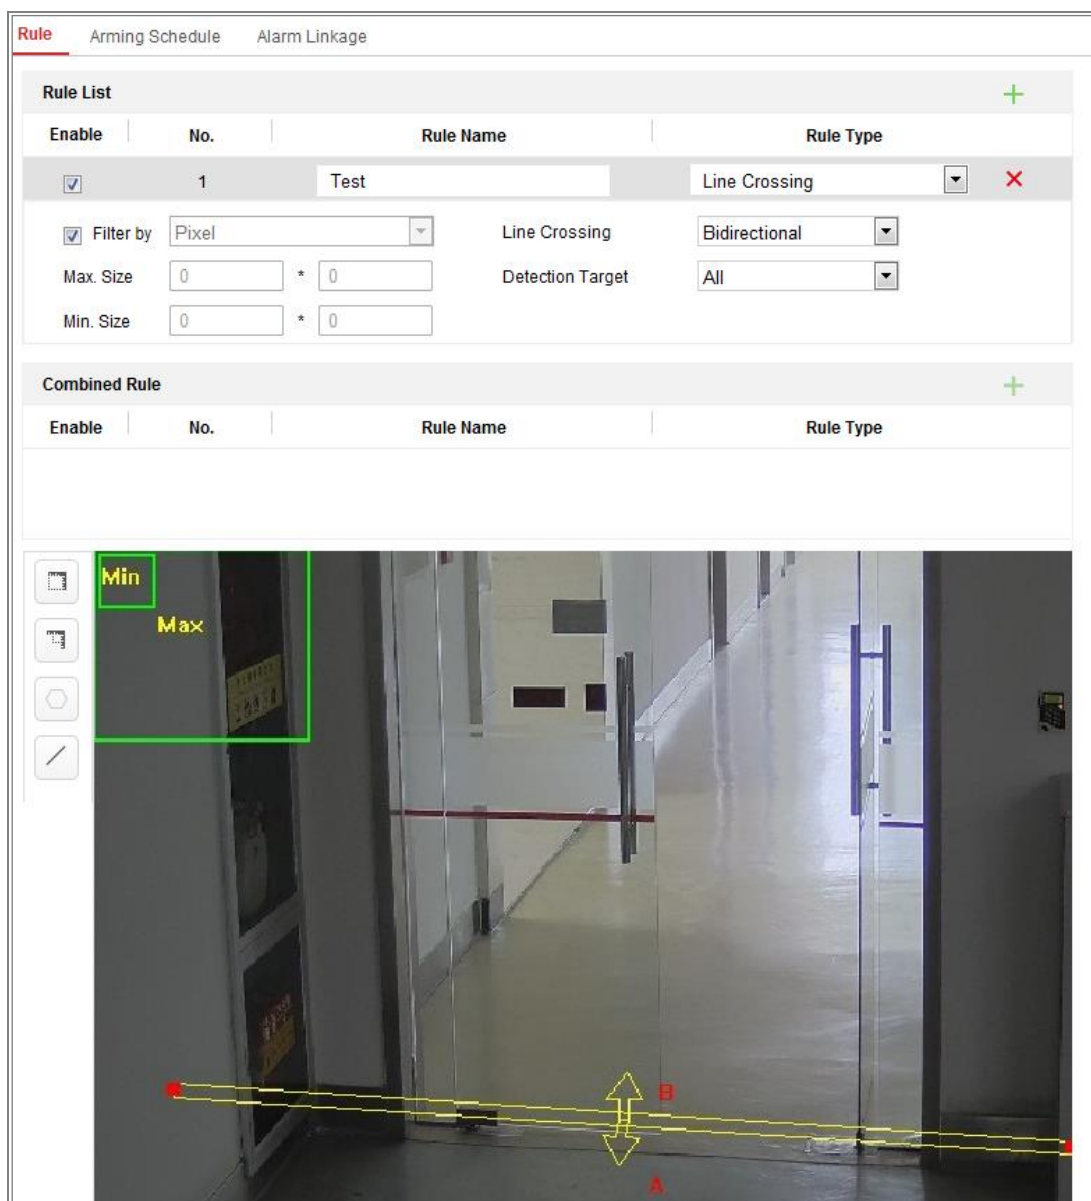 Rule Arming Schedule Alarm Linkage
Rule List
Enable No. Rule Name Rule Type
1 Test Line Crossing
Filter by Pixel Line Crossing Bidirectional
Max. Size 0 * 0 Detection Target All
Min. Size 0 * 0
Combined Rule
Enable No. Rule Name Rule Type
Min
Max
B
A